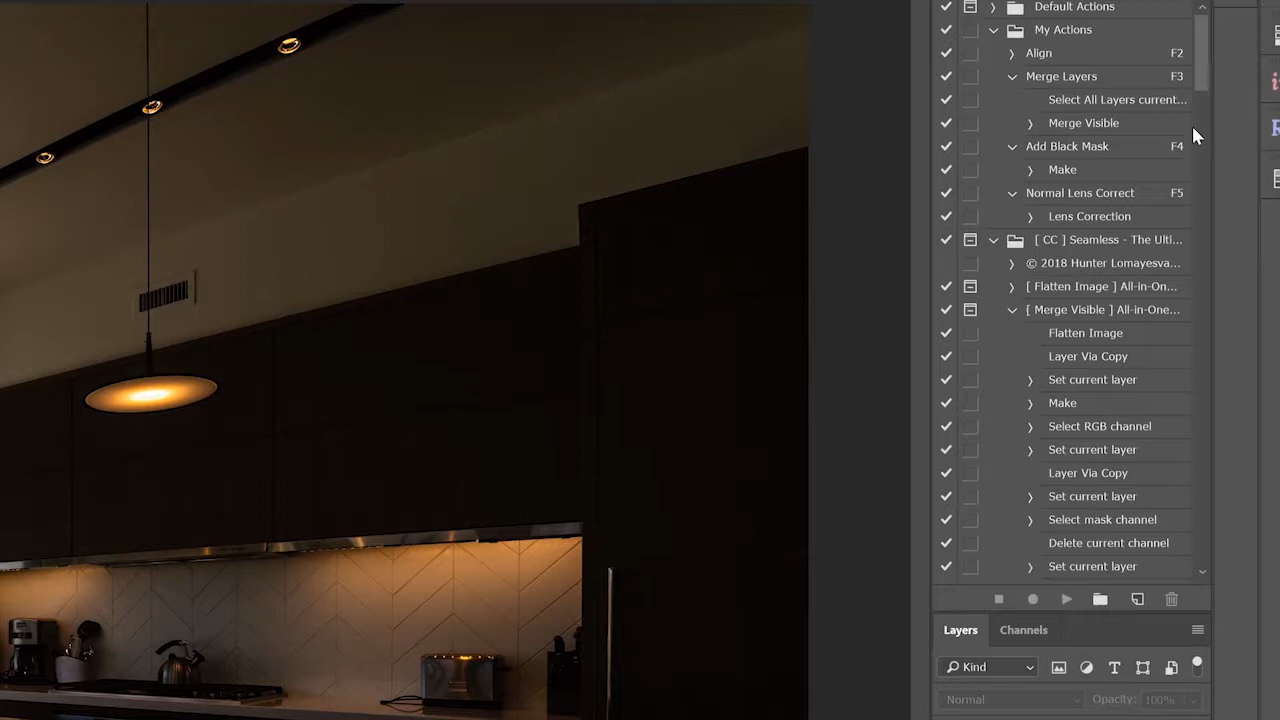 Default Actions
My Actions
Align F2
Merge Layers F3
Select All Layers current...
Merge Visible
Add Black Mask F4
Make
Normal Lens Correct F5
Lens Correction
[ CC ] Seamless - The Ulti...
© 2018 Hunter Lomayesva...
[ Flatten Image ] All-in-On...
[ Merge Visible ] All-in-One...
Flatten Image
Layer Via Copy
Set current layer
Make
Select RGB channel
Set current layer
Layer Via Copy
Set current layer
Select mask channel
Delete current channel
Set current layer
Layers Channels
Kind
Normal Opacity: 100%